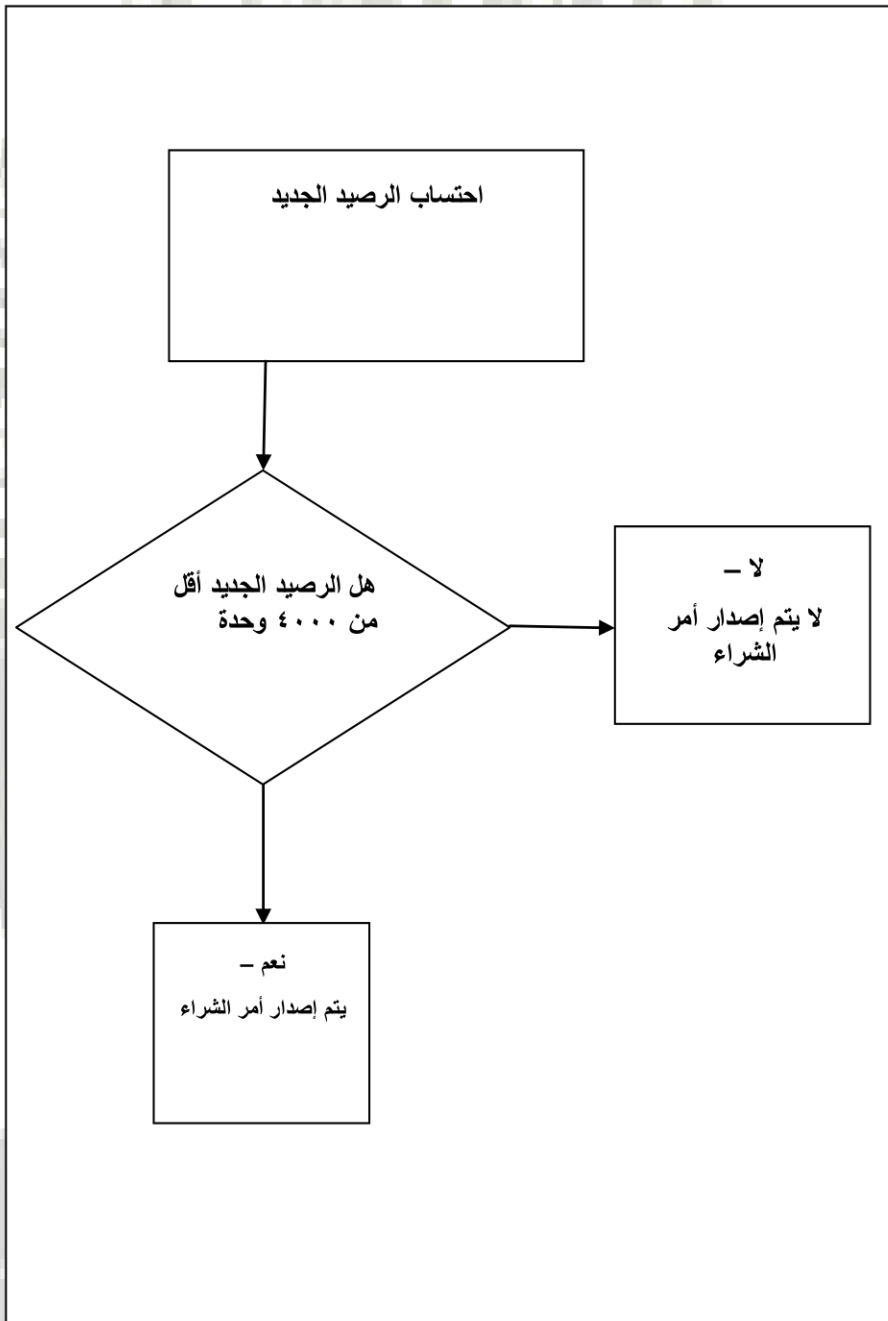 احتساب الرصيد الجديد
هل الرصيد الجديد أقل
من ٤٠٠٠ وحدة
لا –
لا يتم إصدار أمر
الشراء
نعم –
يتم إصدار أمر الشراء